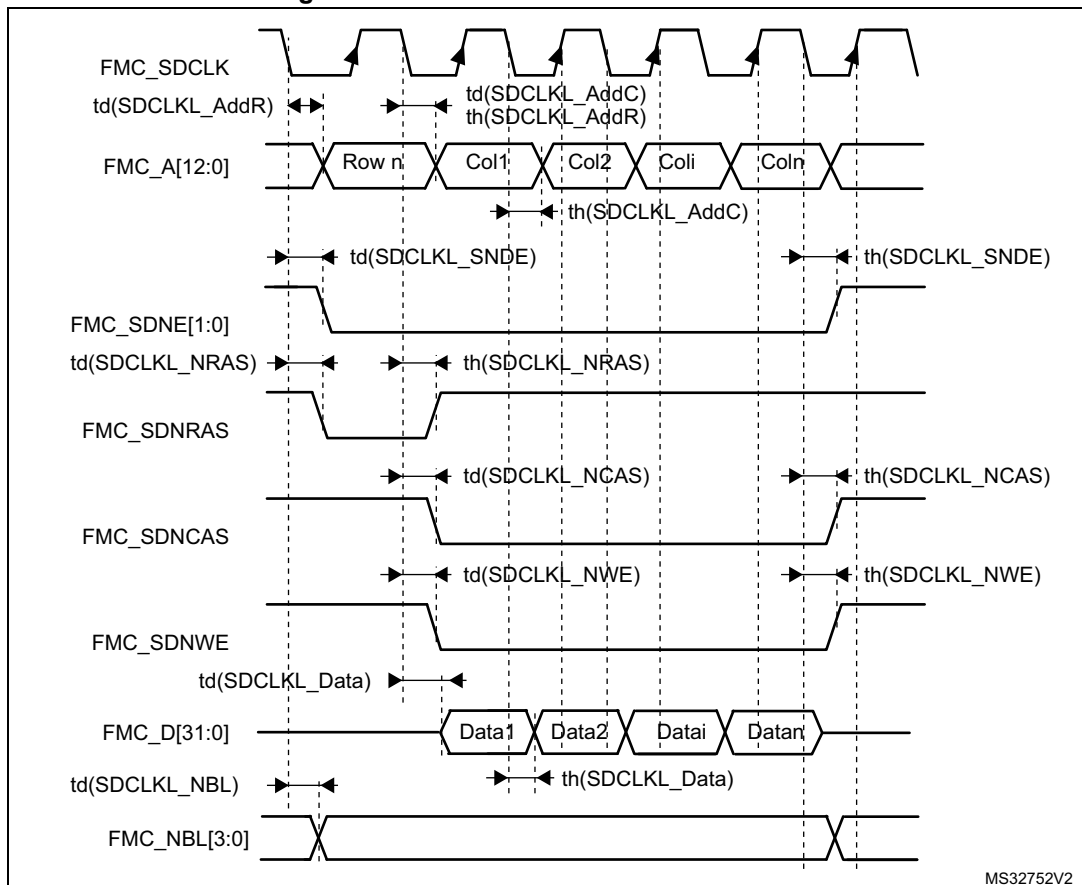 FMC_SDCLK
td(SDCLKL_AddR)
td(SDCLKL_AddC)
th(SDCLKL_AddR)
FMC_A[12:0]
Row n
Col1
Col2
Coli
Coln
th(SDCLKL_AddC)
td(SDCLKL_SNDE)
th(SDCLKL_SNDE)
FMC_SDNE[1:0]
td(SDCLKL_NRAS)
th(SDCLKL_NRAS)
FMC_SDNRAS
td(SDCLKL_NCAS)
th(SDCLKL_NCAS)
FMC_SDNCAS
td(SDCLKL_NWE)
th(SDCLKL_NWE)
FMC_SDNWE
td(SDCLKL_Data)
FMC_D[31:0]
Data1
Data2
Datai
Datan
th(SDCLKL_Data)
td(SDCLKL_NBL)
FMC_NBL[3:0]
MS32752V2